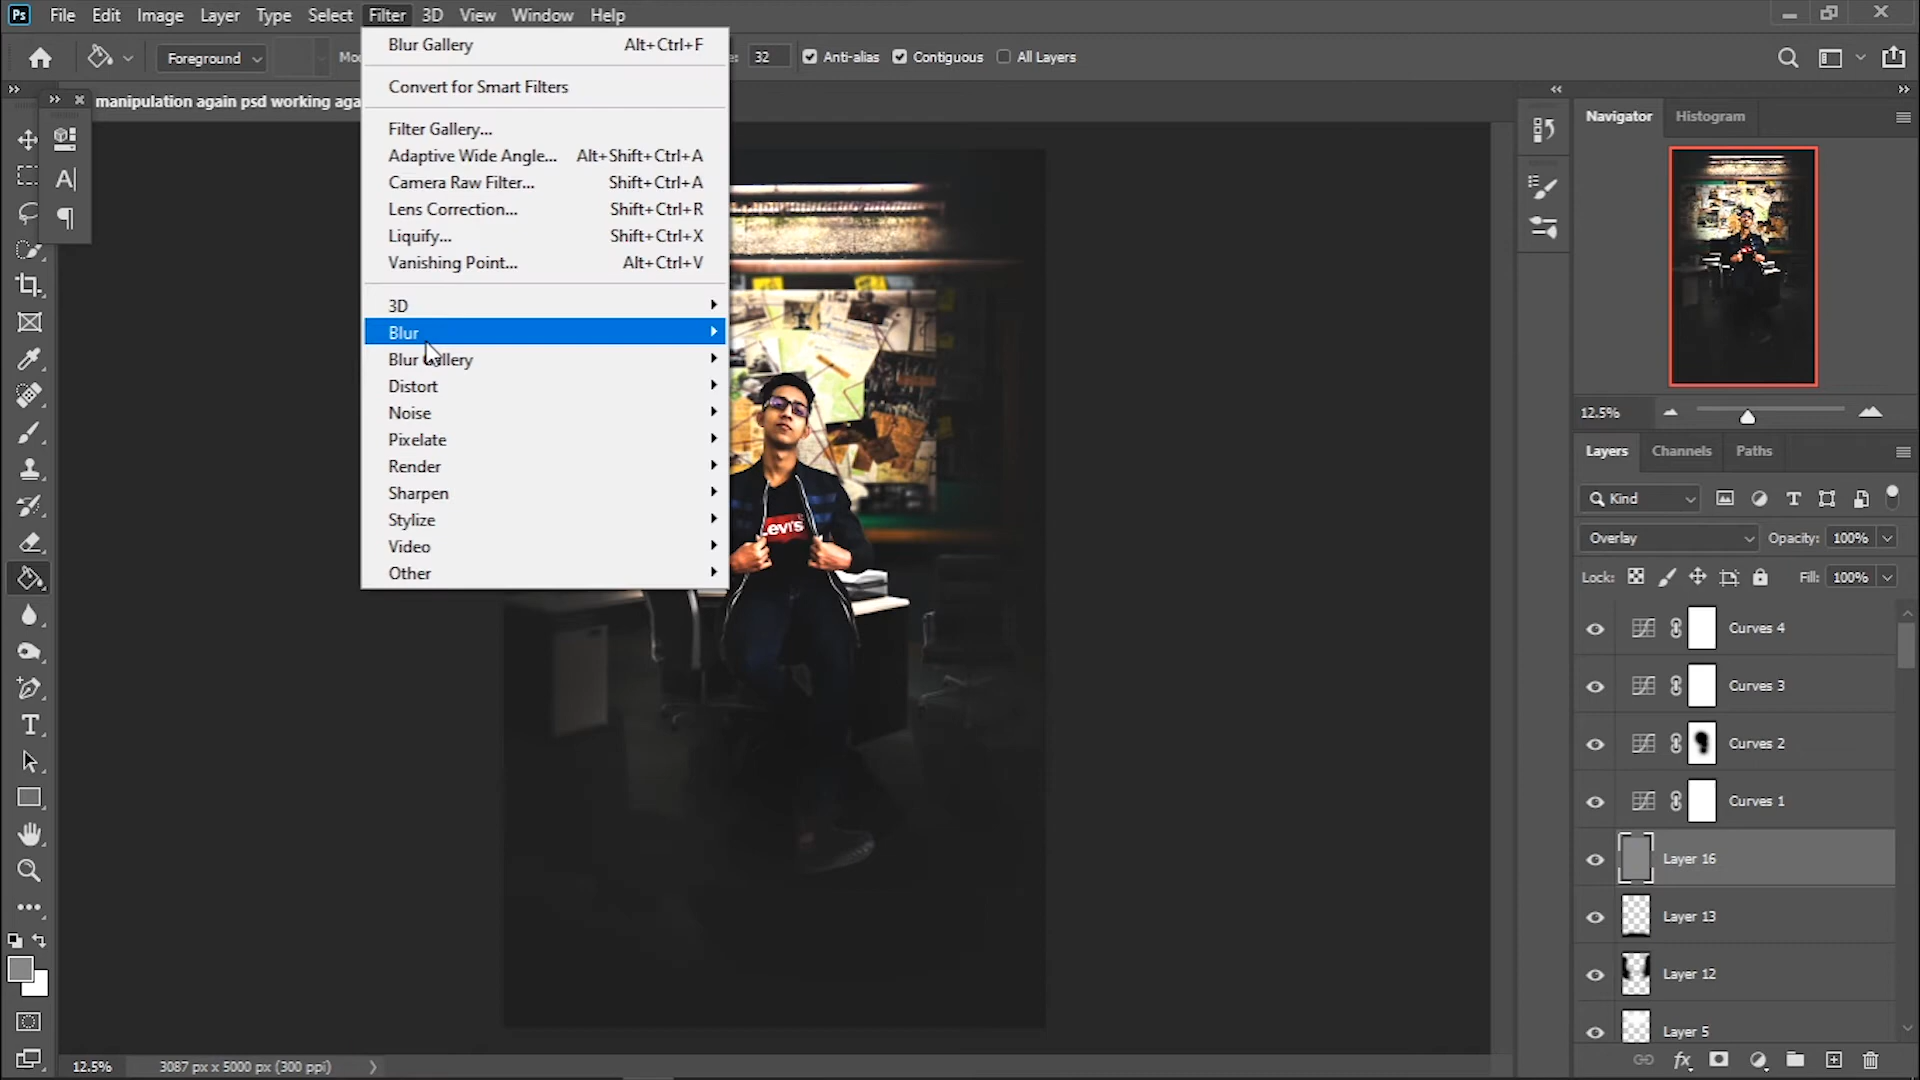 Ps File Edit Image Layer Type Select Filter 3D View Window Help
Foreground 32 Anti-alias Contiguous All Layers
manipulation again psd working
Blur Gallery Alt+Ctrl+F
Convert for Smart Filters
Filter Gallery...
Adaptive Wide Angle... Alt+Shift+Ctrl+A
Camera Raw Filter... Shift+Ctrl+A
Lens Correction... Shift+Ctrl+R
Liquify... Shift+Ctrl+X
Vanishing Point... Alt+Ctrl+V
3D
Blur
Blur Gallery
Distort
Noise
Pixelate
Render
Sharpen
Stylize
Video
Other
Navigator Histogram
12.5%
Layers Channels Paths
Kind
Overlay Opacity: 100%
Lock: Fill: 100%
Curves 4
Curves 3
Curves 2
Curves 1
Layer 16
Layer 13
Layer 12
Layer 5
12.5% 3087 px x 5000 px (300 ppi)